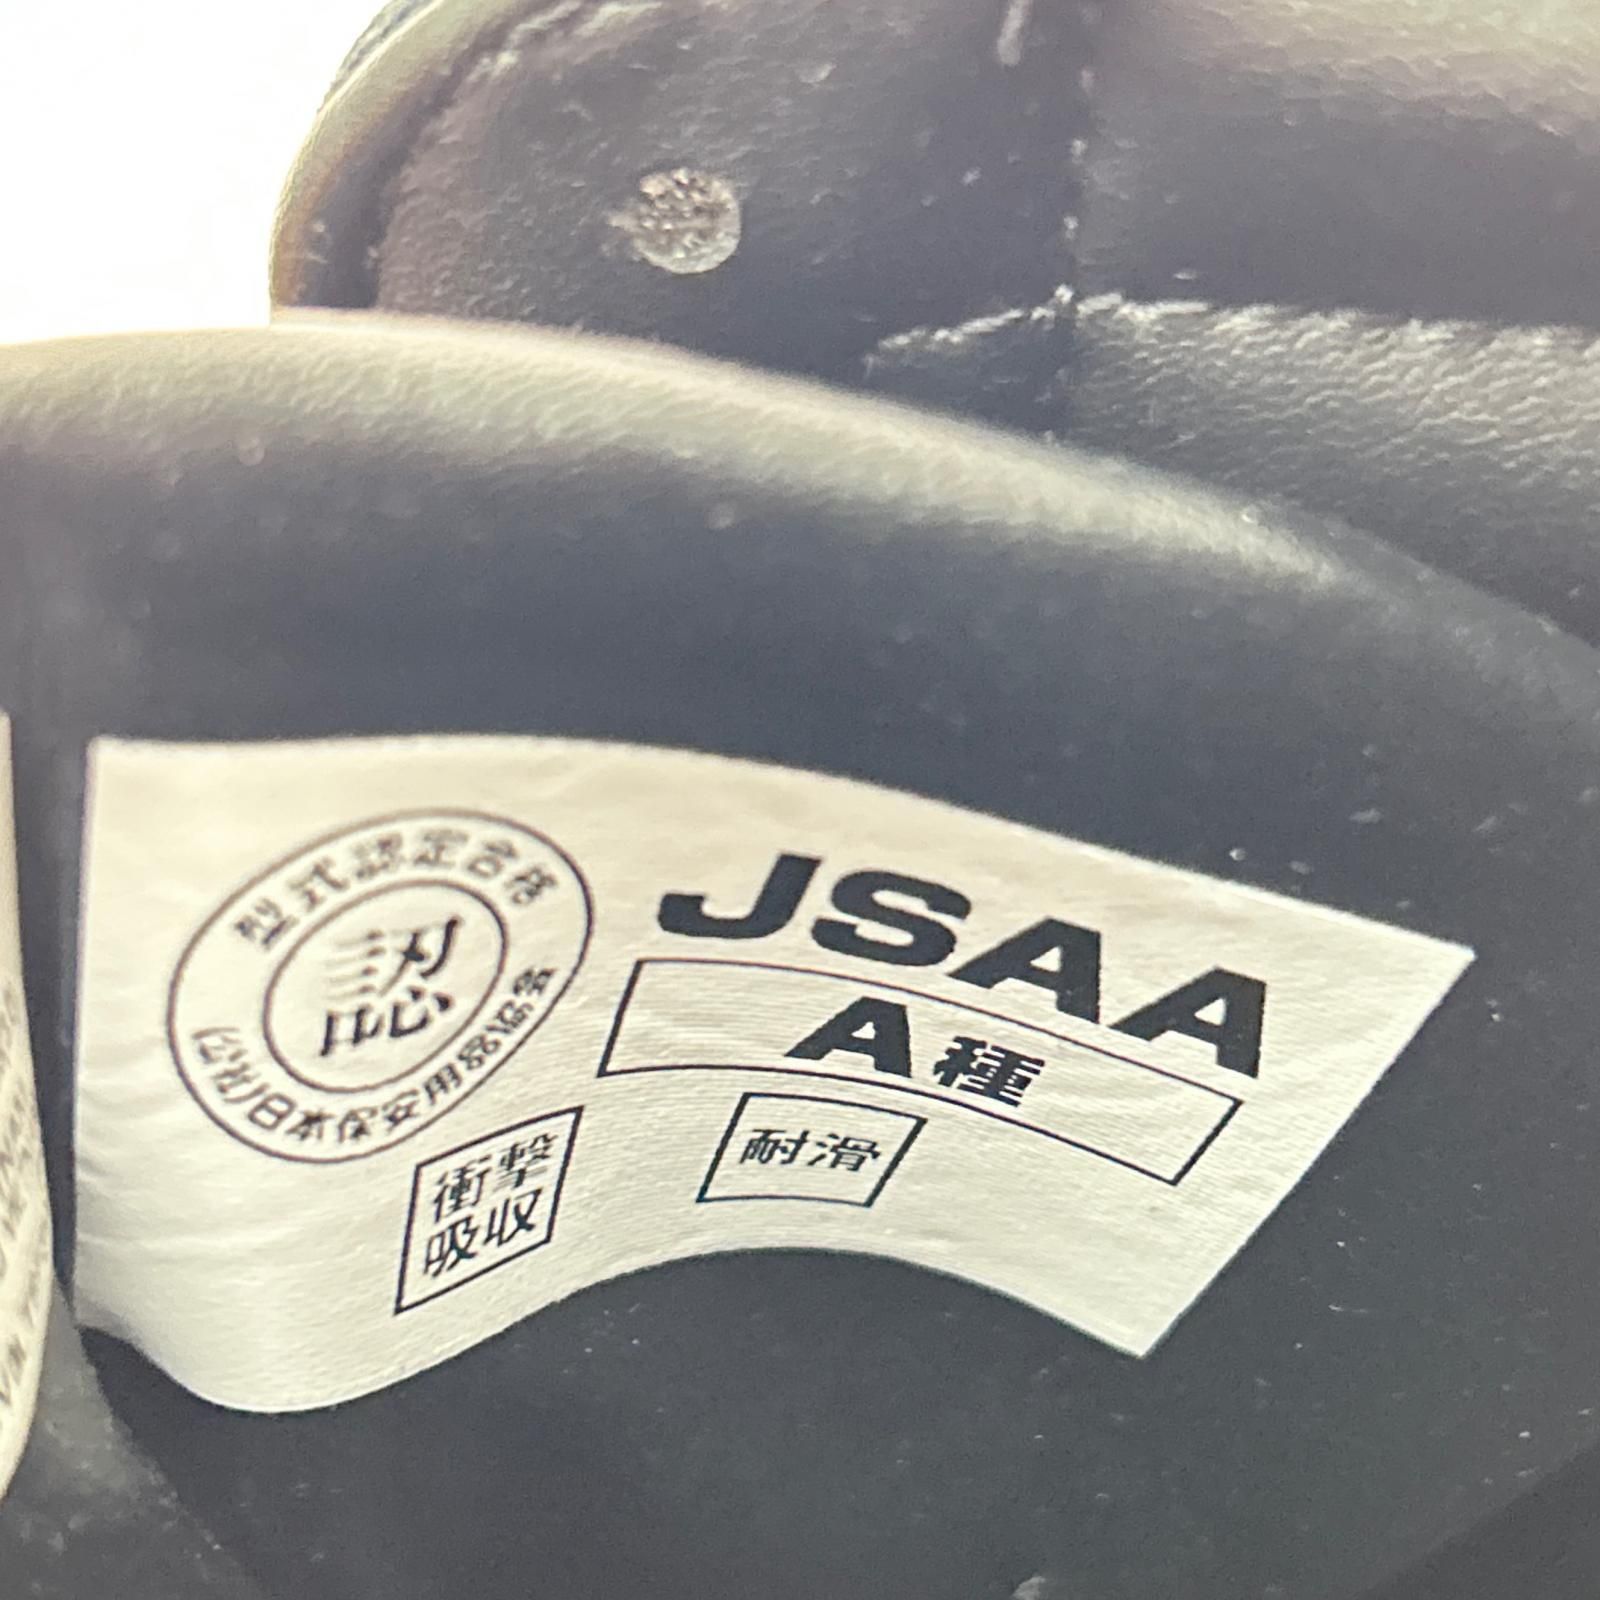 型式認定合格
認
(公社)日本保安用品協会
JSAA
A種
衝撃
吸収
耐滑